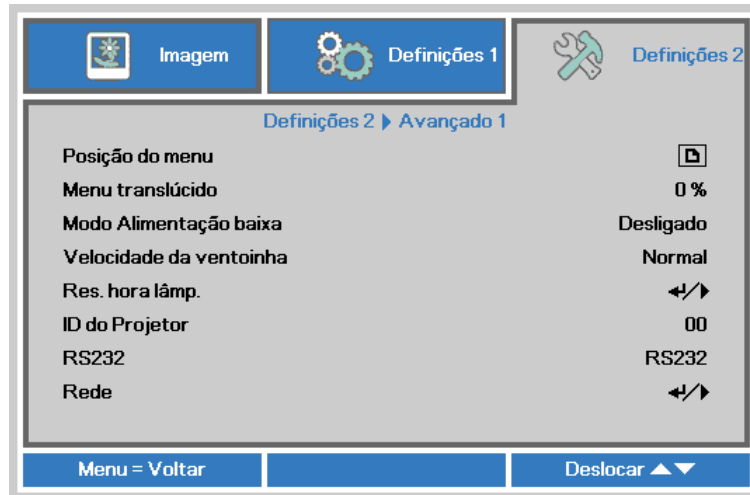 Imagem Definições 1 Definições 2
Definições 2 Avançado 1
Posição do menu
Menu translúcido 0 %
Modo Alimentação baixa Desligado
Velocidade da ventoinha Normal
Res. hora lâmp. /
ID do Projetor 00
RS232 RS232
Rede /
Menu = Voltar Deslocar